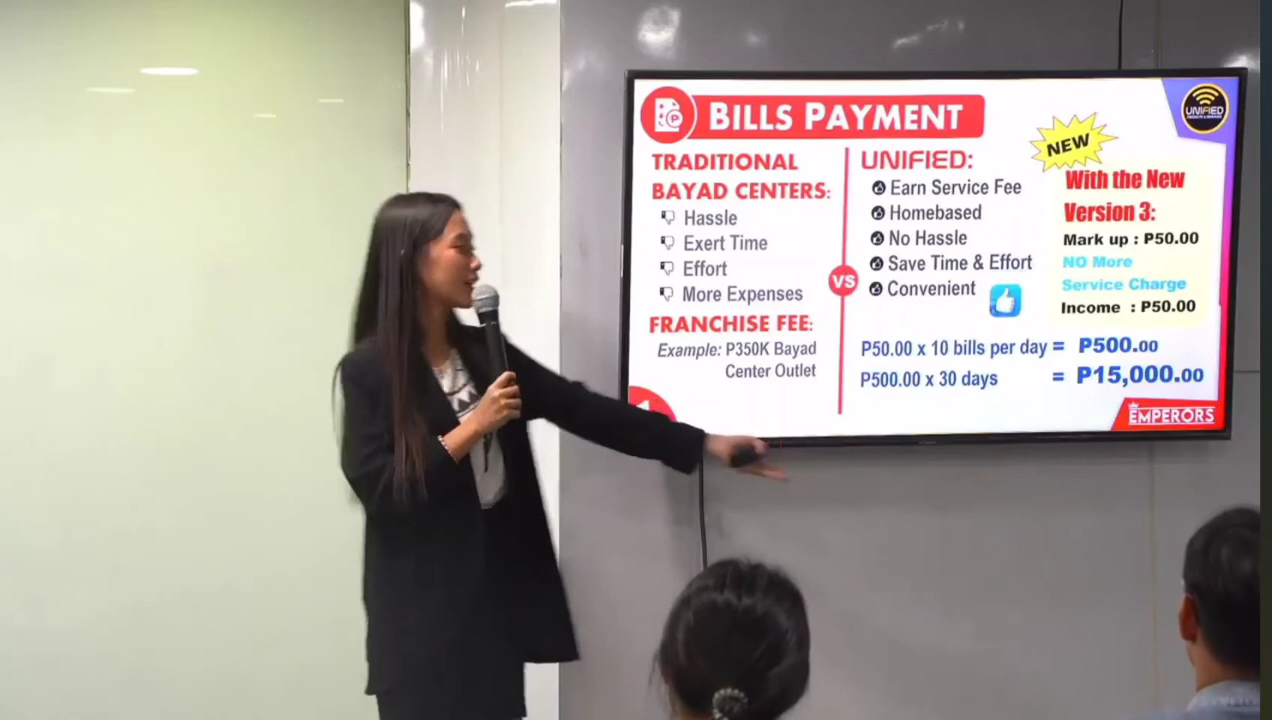 BILLS PAYMENT
UNIFIED
PRODUCTS & SERVICES
TRADITIONAL
BAYAD CENTERS:
Hassle
Exert Time
Effort
More Expenses
FRANCHISE FEE:
Example: P350K Bayad
Center Outlet
VS
UNIFIED:
Earn Service Fee
Homebased
No Hassle
Save Time & Effort
Convenient
NEW
With the New
Version 3:
Mark up : P50.00
NO More
Service Charge
Income : P50.00
P50.00 x 10 bills per day = P500.00
P500.00 x 30 days = P15,000.00
EMPERORS